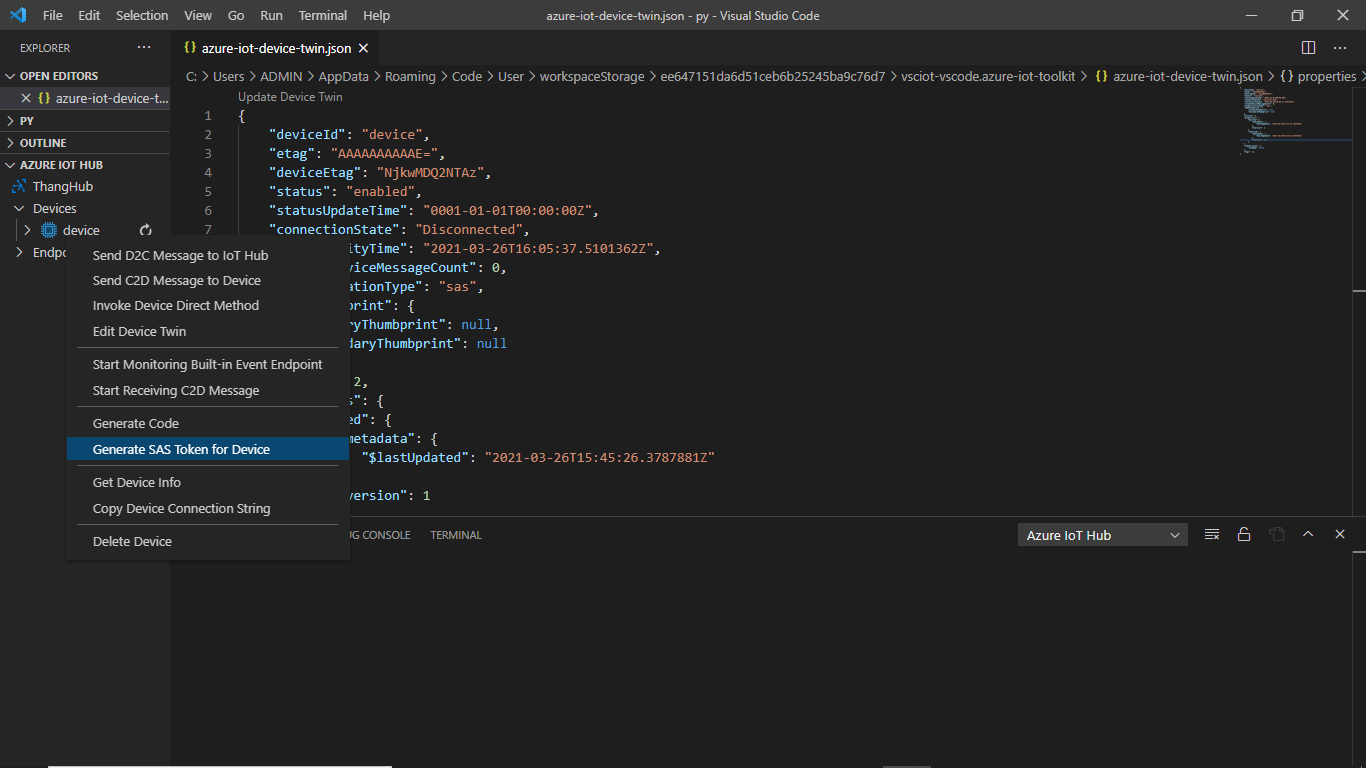 File Edit Selection View Go Run Terminal Help azure-iot-device-twin.json - py - Visual Studio Code
EXPLORER ...
OPEN EDITORS
{} azure-iot-device-t...
PY
OUTLINE
AZURE IOT HUB
ThangHub
Devices
device
Endpo
Send D2C Message to IoT Hub
Send C2D Message to Device
Invoke Device Direct Method
Edit Device Twin
Start Monitoring Built-in Event Endpoint
Start Receiving C2D Message
Generate Code
Generate SAS Token for Device
Get Device Info
Copy Device Connection String
Delete Device
{} azure-iot-device-twin.json
C: > Users > ADMIN > AppData > Roaming > Code > User > workspaceStorage > ee647151da6d51ceb6b25245ba9c76d7 > vsciot-vscode.azure-iot-toolkit > {} azure-iot-device-twin.json > {} properties >
Update Device Twin
1 {
2 "deviceId": "device",
3 "etag": "AAAAAAAAAAE=",
4 "deviceEtag": "NjkwMDQ2NTAz",
5 "status": "enabled",
6 "statusUpdateTime": "0001-01-01T00:00:00Z",
7 "connectionState": "Disconnected",
ityTime": "2021-03-26T16:05:37.5101362Z",
viceMessageCount": 0,
ationType": "sas",
print": {
ryThumbprint": null,
daryThumbprint": null
2,
s": {
ed": {
metadata": {
"$lastUpdated": "2021-03-26T15:45:26.3787881Z"
version": 1
G CONSOLE TERMINAL Azure IoT Hub